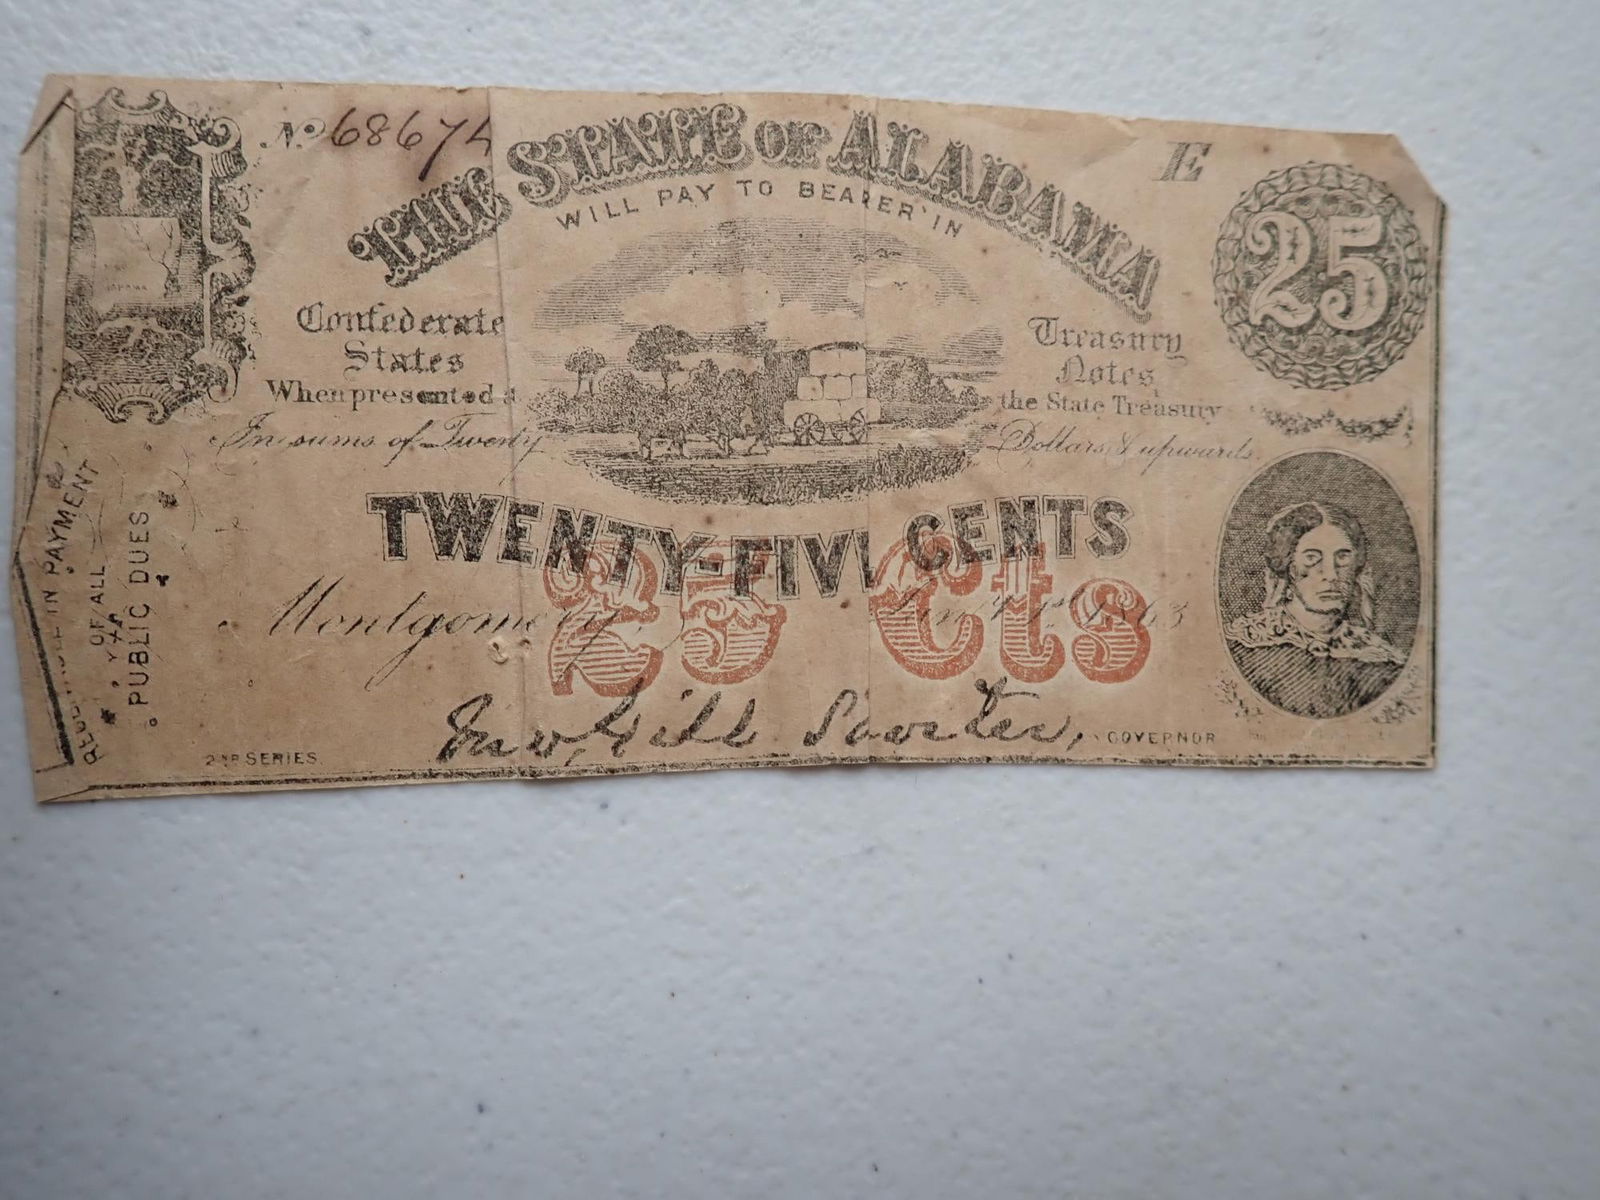 No 68674
E
THE STATE OF ALABAMA
25
WILL PAY TO BEARER IN
Confederate
States
Treasury
Notes
When presented at the State Treasury
In sums of Twenty Dollars & upwards.
TWENTY-FIVE CENTS
25 Cts
Montgomery, Jany 1st 1863
GOVERNOR
2ND SERIES
RECEIVABLE IN PAYMENT
OF ALL
PUBLIC DUES